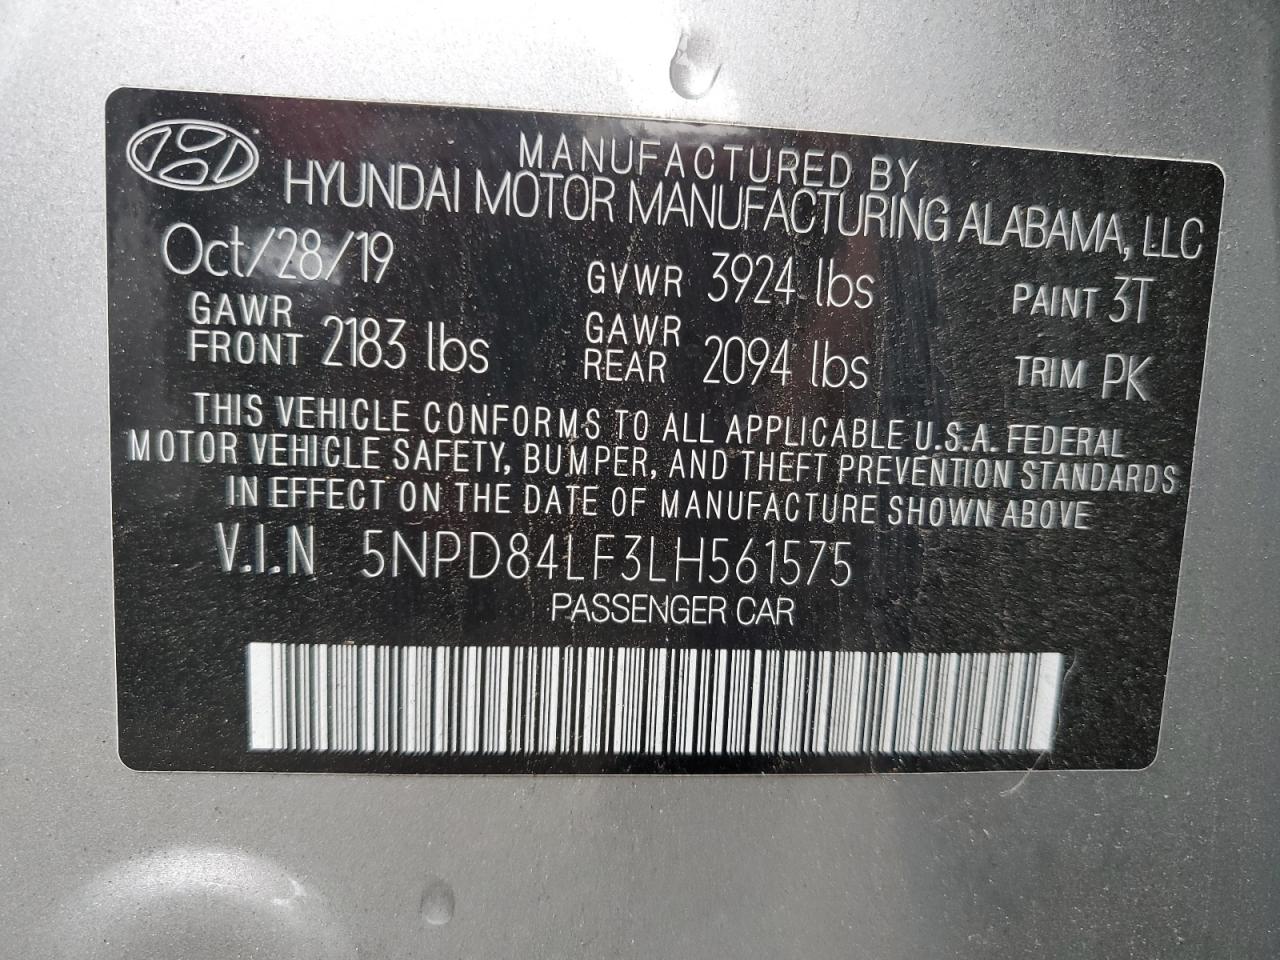 MANUFACTURED BY
HYUNDAI MOTOR MANUFACTURING ALABAMA, LLC
Oct/28/19 GVWR 3924 lbs PAINT 3T
GAWR FRONT 2183 lbs GAWR REAR 2094 lbs TRIM PK
THIS VEHICLE CONFORMS TO ALL APPLICABLE U.S.A. FEDERAL
MOTOR VEHICLE SAFETY, BUMPER, AND THEFT PREVENTION STANDARDS
IN EFFECT ON THE DATE OF MANUFACTURE SHOWN ABOVE
V.I.N 5NPD84LF3LH561575
PASSENGER CAR